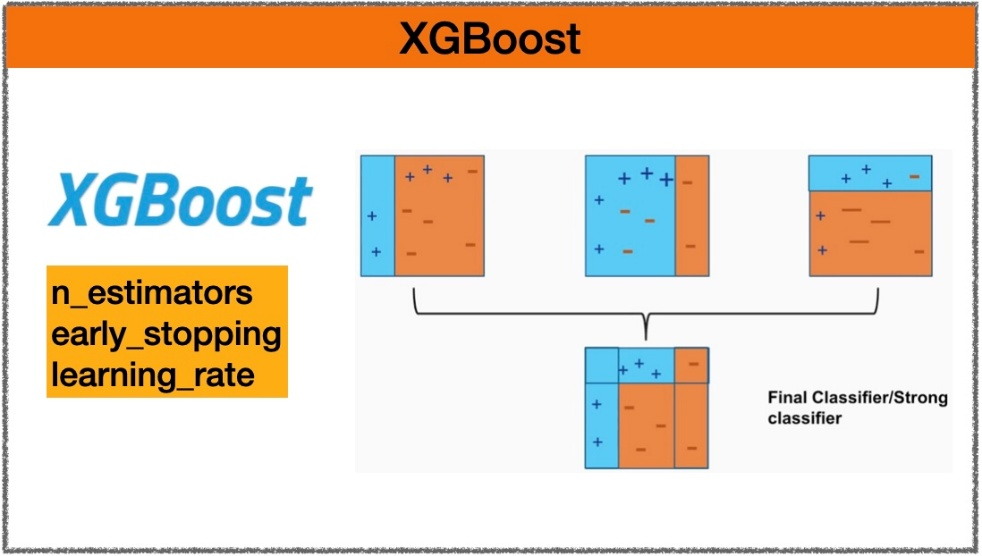 XGBoost
XGBoost
n_estimators
early_stopping
learning_rate
Final Classifier/Strong
classifier